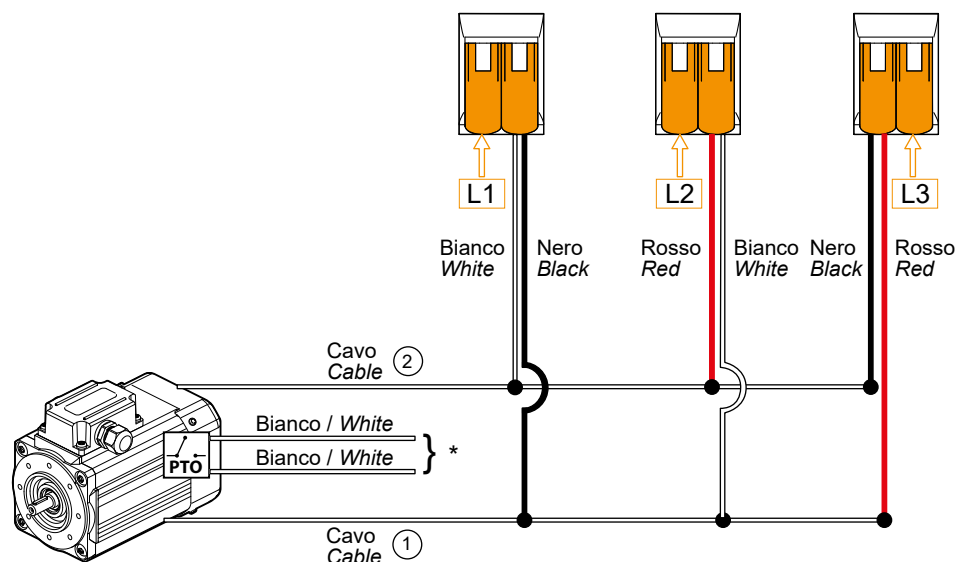 L1
L2
L3
Bianco
White
Nero
Black
Rosso
Red
Bianco
White
Nero
Black
Rosso
Red
Cavo
Cable
2
Bianco / White
PTO
Bianco / White
} *
Cavo
Cable
1